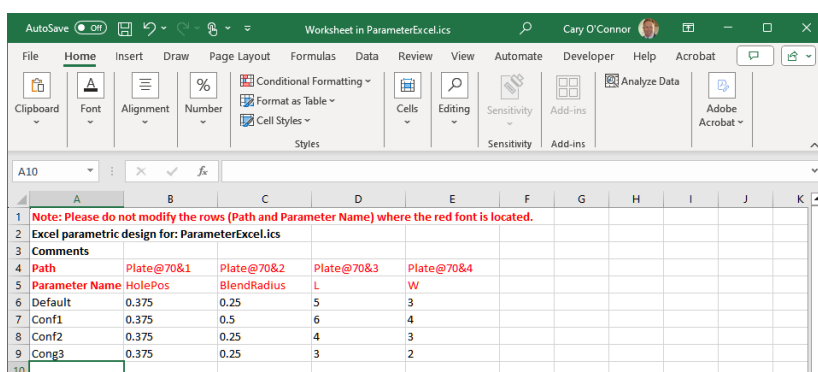 AutoSave Off Worksheet in ParameterExcel.ics Cary O'Connor
File Home Insert Draw Page Layout Formulas Data Review View Automate Developer Help Acrobat
Clipboard Font Alignment Number % Conditional Formatting Format as Table Cell Styles Cells Editing Sensitivity Add-ins Analyze Data Adobe Acrobat
Styles Sensitivity Add-ins
A10 fx
A B C D E F G H I J K
1 Note: Please do not modify the rows (Path and Parameter Name) where the red font is located.
2 Excel parametric design for: ParameterExcel.ics
3 Comments
4 Path Plate@70&1 Plate@70&2 Plate@70&3 Plate@70&4
5 Parameter Name HolePos BlendRadius L W
6 Default 0.375 0.25 5 3
7 Conf1 0.375 0.5 6 4
8 Conf2 0.375 0.25 4 3
9 Cong3 0.375 0.25 3 2
10